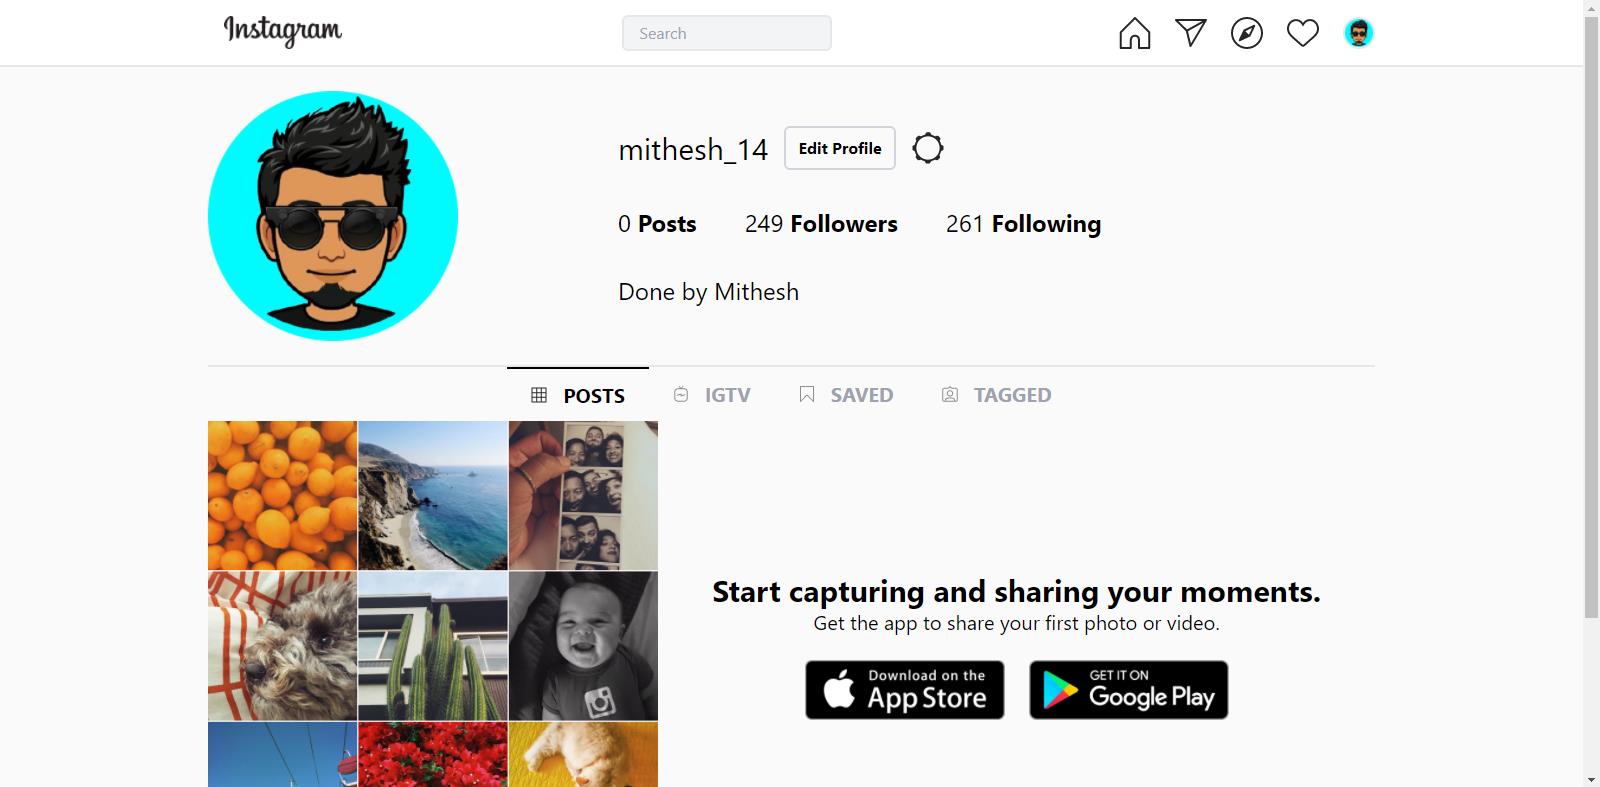 Instagram
Search
mithesh_14 Edit Profile
0 Posts 249 Followers 261 Following
Done by Mithesh
POSTS IGTV SAVED TAGGED
Start capturing and sharing your moments.
Get the app to share your first photo or video.
Download on the
App Store
GET IT ON
Google Play